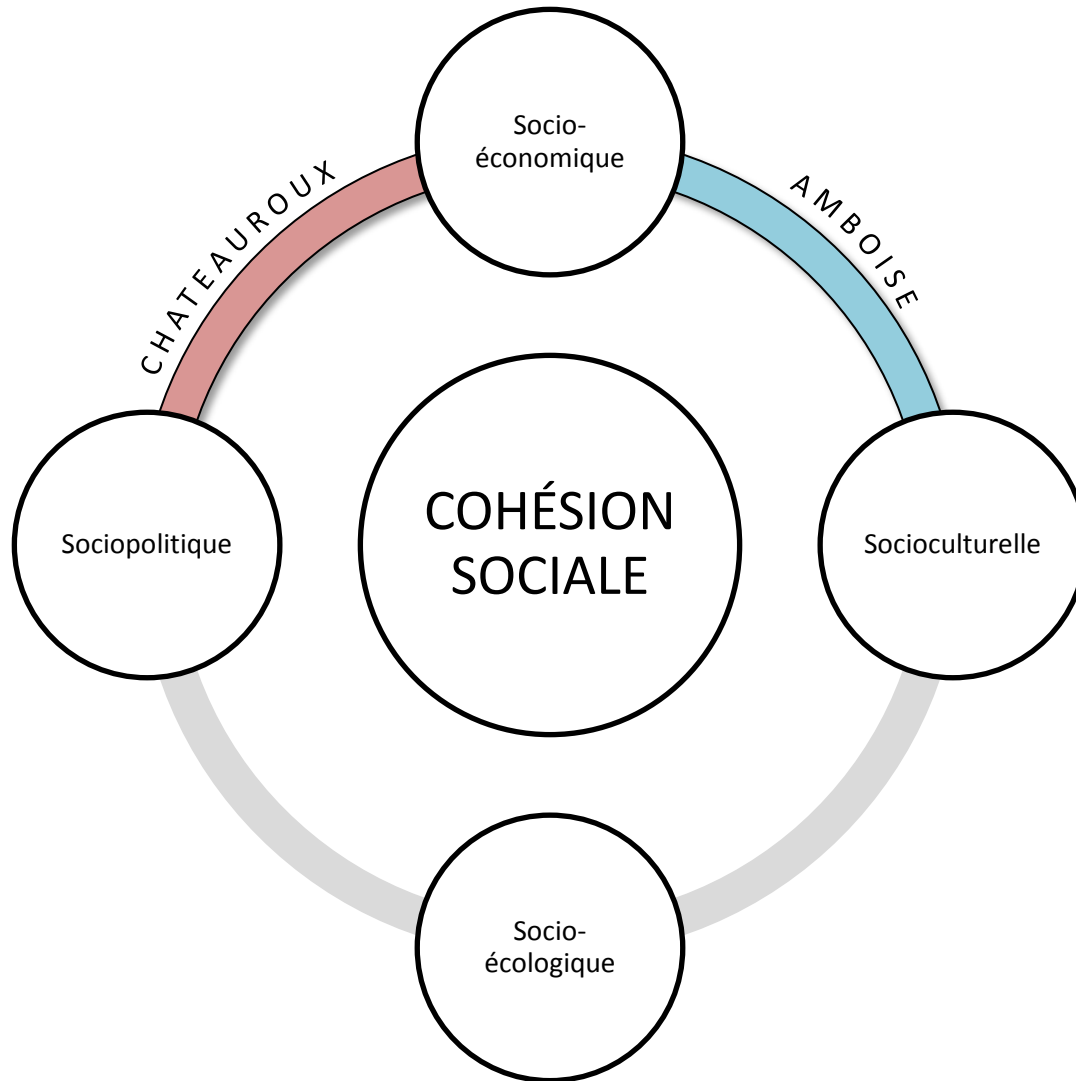 Socio-
économique
CHATEAUROUX
AMBOISE
Sociopolitique
COHÉSION
SOCIALE
Socioculturelle
Socio-
écologique